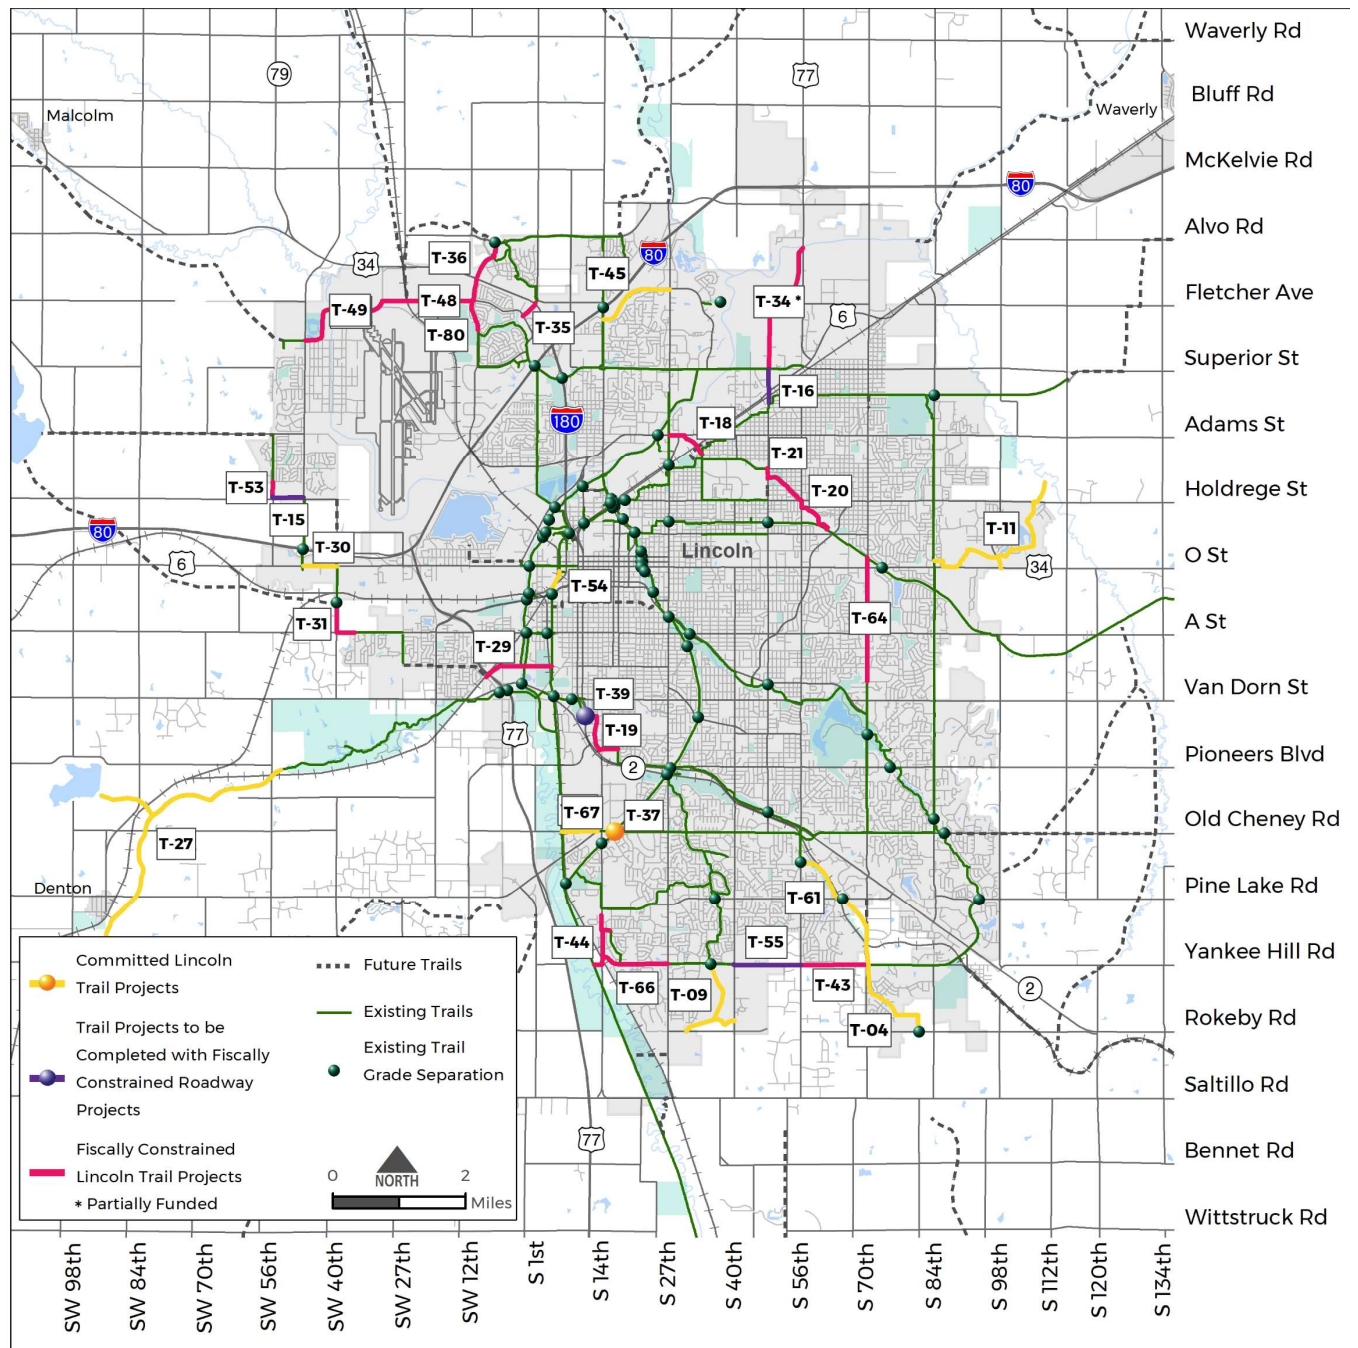 Waverly Rd
79
77
Bluff Rd
Malcolm
Waverly
McKelvie Rd
80
Alvo Rd
T-36
34
80
T-45
Fletcher Ave
T-49
T-48
T-34 *
6
T-80
T-35
Superior St
T-16
180
T-18
Adams St
T-21
T-53
T-20
Holdrege St
T-15
T-11
80
T-30
Lincoln
O St
6
34
T-54
T-31
T-64
A St
T-29
T-39
Van Dorn St
T-19
77
2
Pioneers Blvd
T-67
T-37
Old Cheney Rd
T-27
Denton
T-61
Pine Lake Rd
T-44
T-55
Yankee Hill Rd
T-66
T-09
T-43
2
T-04
Rokeby Rd
Saltillo Rd
77
Bennet Rd
Wittstruck Rd
Committed Lincoln
Trail Projects
Trail Projects to be
Completed with Fiscally
Constrained Roadway
Projects
Fiscally Constrained
Lincoln Trail Projects
* Partially Funded
Future Trails
Existing Trails
Existing Trail
Grade Separation
NORTH
0 2
Miles
SW 98th
SW 84th
SW 70th
SW 56th
SW 40th
SW 27th
SW 12th
S 1st
S 14th
S 27th
S 40th
S 56th
S 70th
S 84th
S 98th
S 112th
S 120th
S 134th